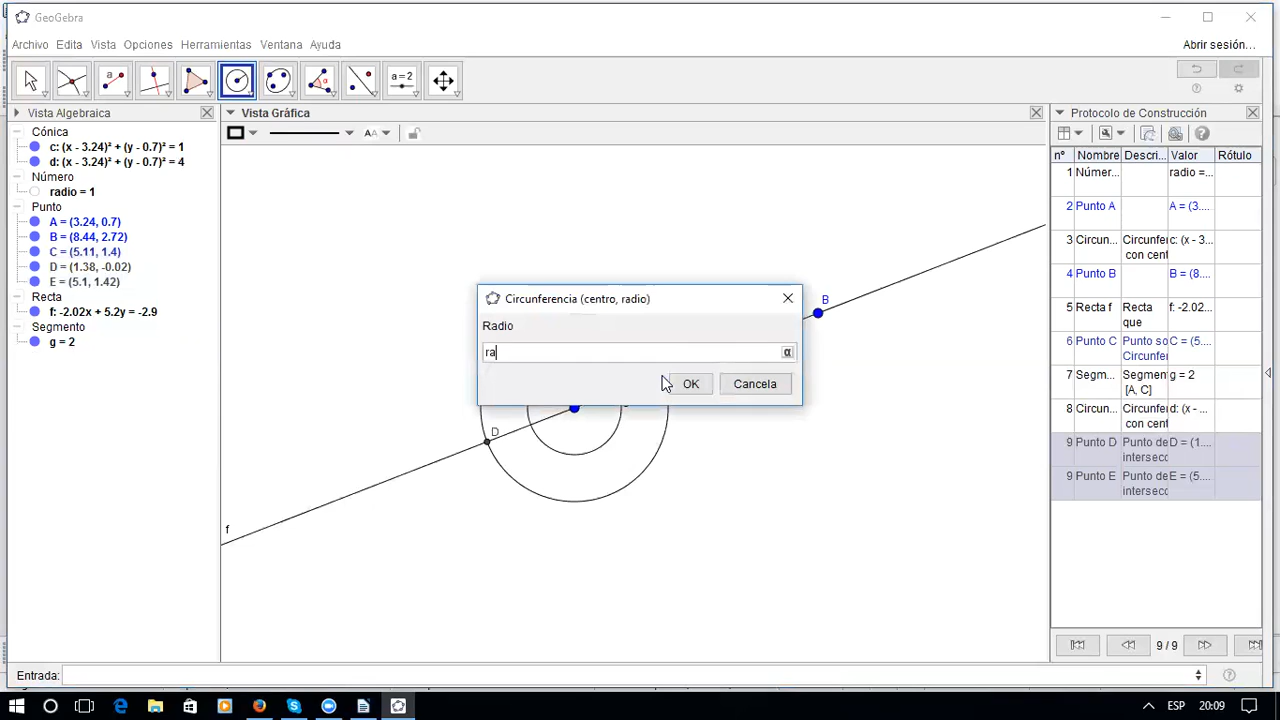 GeoGebra
Archivo Edita Vista Opciones Herramientas Ventana Ayuda
Abrir sesión...
a
α
a=2
Vista Algebraica
Vista Gráfica
Protocolo de Construcción
AA
Cónica
c: (x - 3.24)² + (y - 0.7)² = 1
d: (x - 3.24)² + (y - 0.7)² = 4
Número
radio = 1
Punto
A = (3.24, 0.7)
B = (8.44, 2.72)
C = (5.11, 1.4)
D = (1.38, -0.02)
E = (5.1, 1.42)
Recta
f: -2.02x + 5.2y = -2.9
Segmento
g = 2
B
D
f
Circunferencia (centro, radio)
Radio
ra
α
OK
Cancela
nº Nombre Descri... Valor Rótulo
1 Númer... radio =...
2 Punto A A = (3....
3 Circun... Circunfer c: (x - 3...
con cent
4 Punto B B = (8....
5 Recta f Recta f: -2.02...
que
6 Punto C Punto so C = (5....
Circunfer
7 Segm... Segment g = 2
[A, C]
8 Circun... Circunfer d: (x - ...
con cent
9 Punto D Punto de D = (1....
intersecc
9 Punto E Punto de E = (5....
intersecc
9 / 9
Entrada:
ESP 20:09